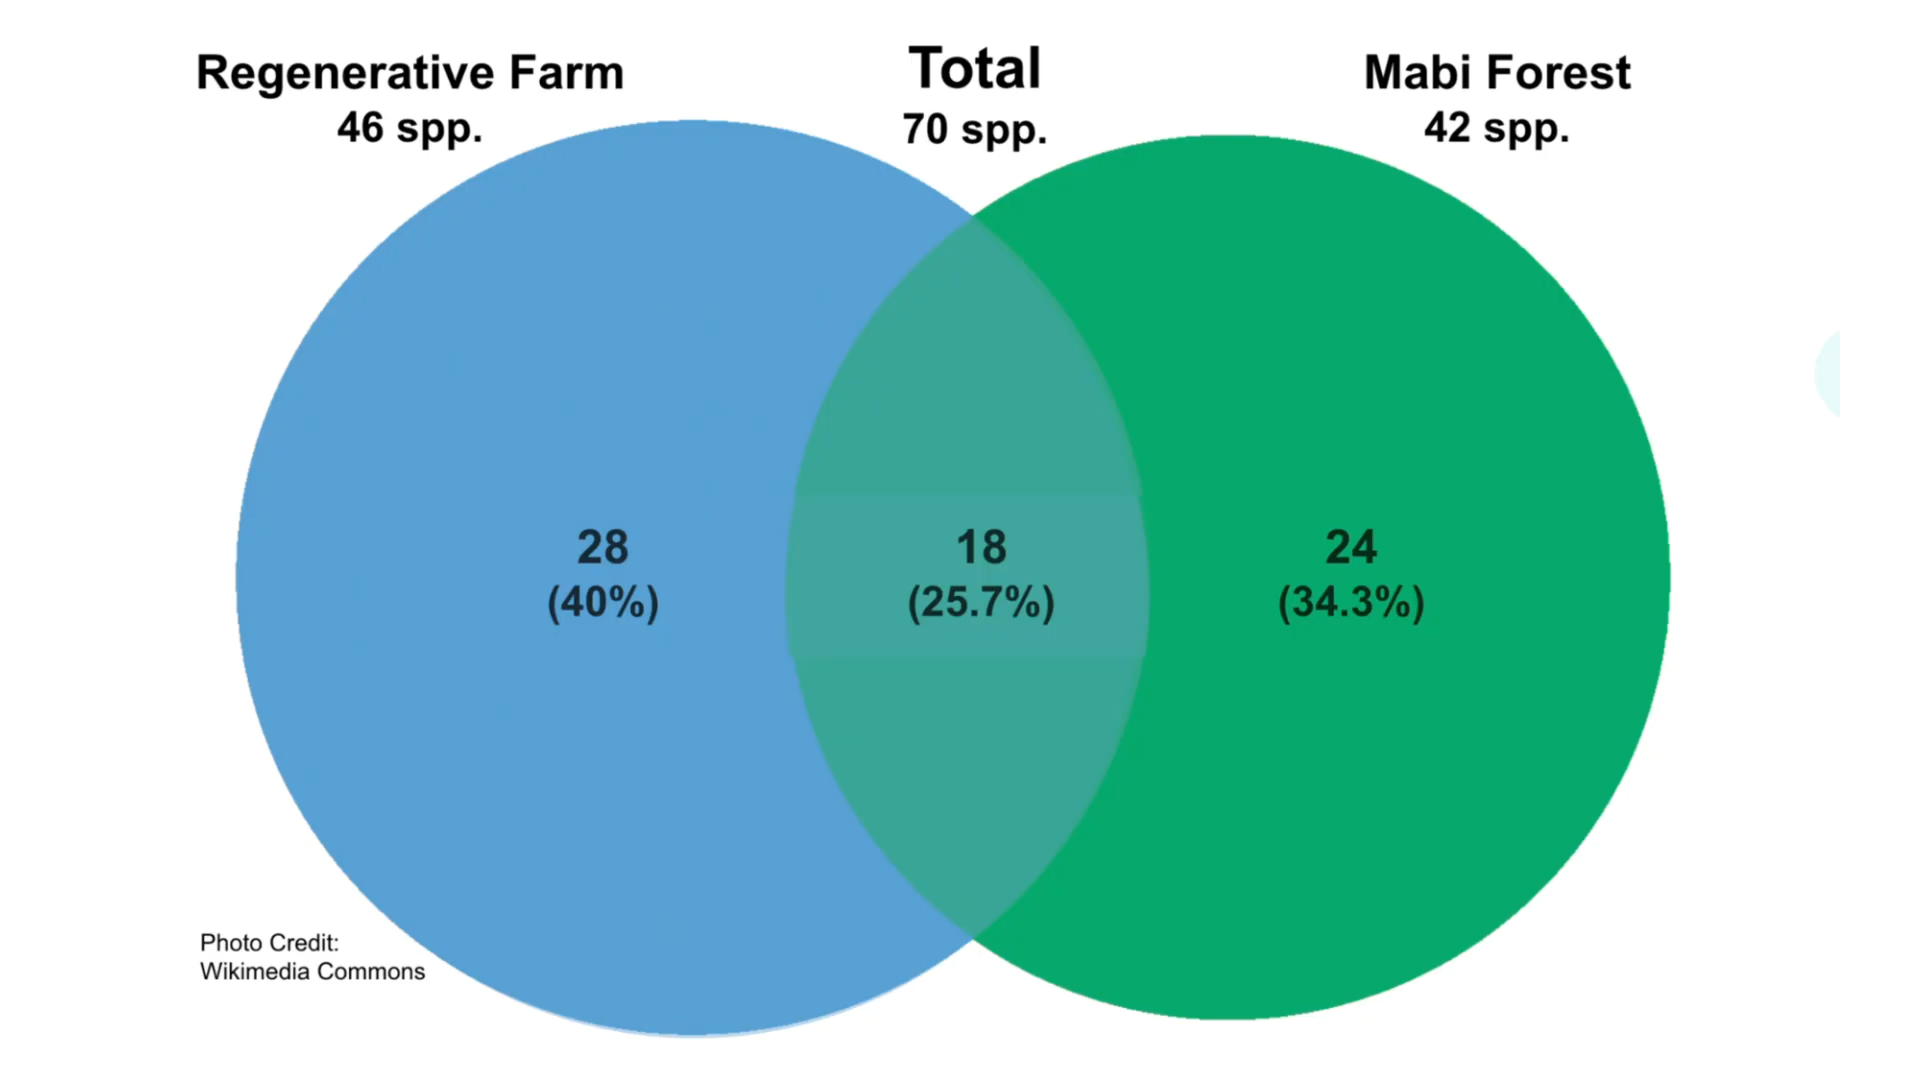 Regenerative Farm
46 spp.
Total
70 spp.
Mabi Forest
42 spp.
28
(40%)
18
(25.7%)
24
(34.3%)
Photo Credit:
Wikimedia Commons